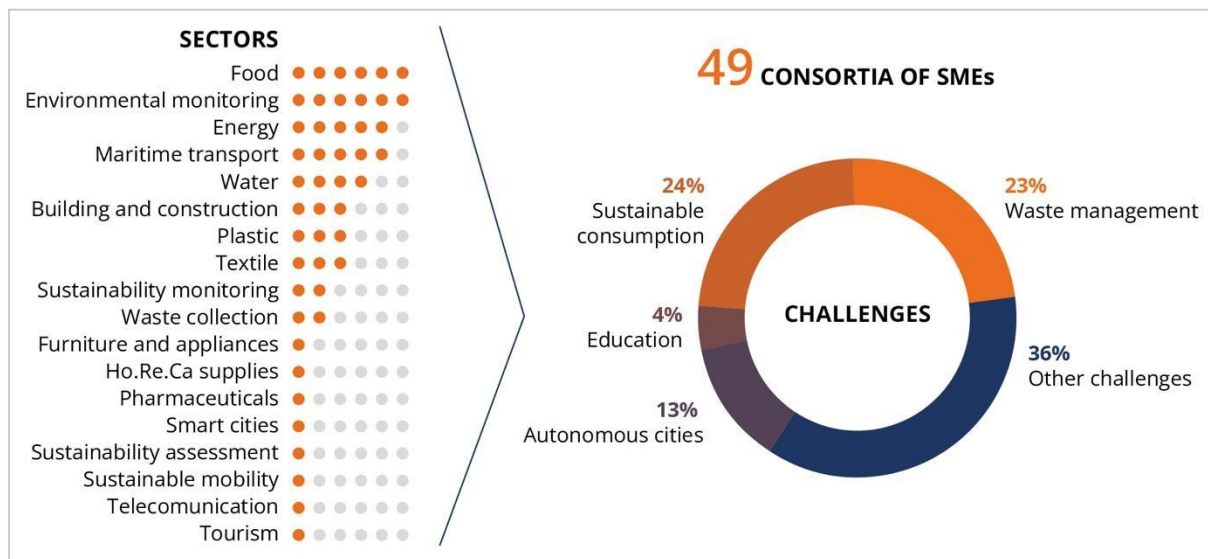 SECTORS
Food
Environmental monitoring
Energy
Maritime transport
Water
Building and construction
Plastic
Textile
Sustainability monitoring
Waste collection
Furniture and appliances
Ho.Re.Ca supplies
Pharmaceuticals
Smart cities
Sustainability assessment
Sustainable mobility
Telecomunication
Tourism
49 CONSORTIA OF SMEs
24%
Sustainable
consumption
23%
Waste management
4%
Education
CHALLENGES
36%
Other challenges
13%
Autonomous cities